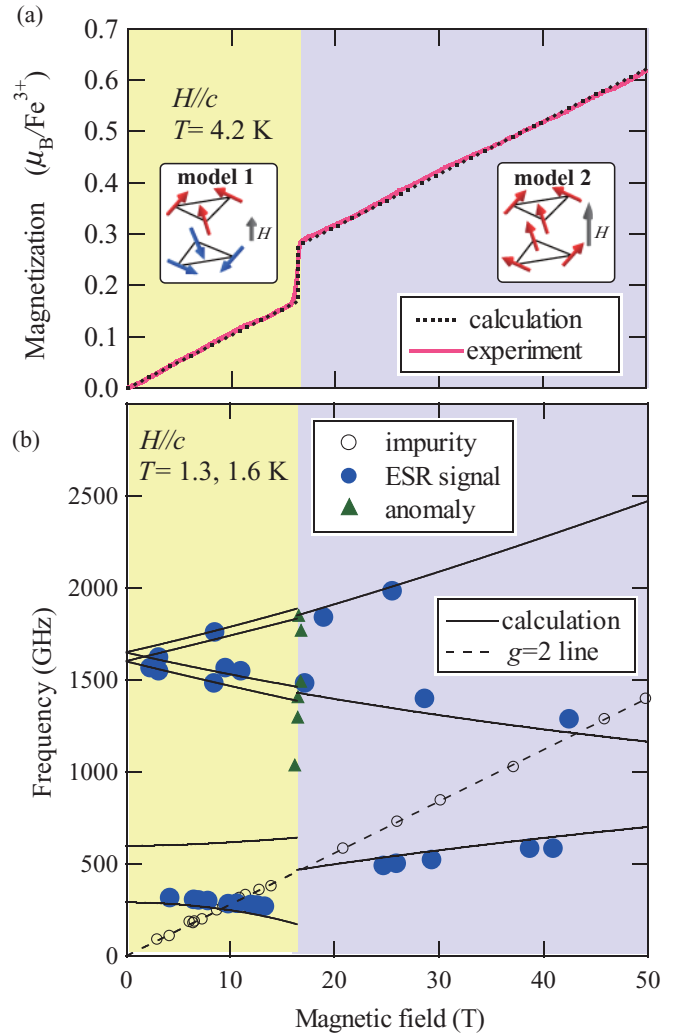 (a)
0.7
0.6
0.5
0.4
0.3
0.2
0.1
0.0
Magnetization (μB/Fe3+)
H//c
T= 4.2 K
model 1
H
model 2
H
calculation
experiment
(b)
H//c
T= 1.3, 1.6 K
impurity
ESR signal
anomaly
calculation
g=2 line
2500
2000
1500
1000
500
0
Frequency (GHz)
0 10 20 30 40 50
Magnetic field (T)